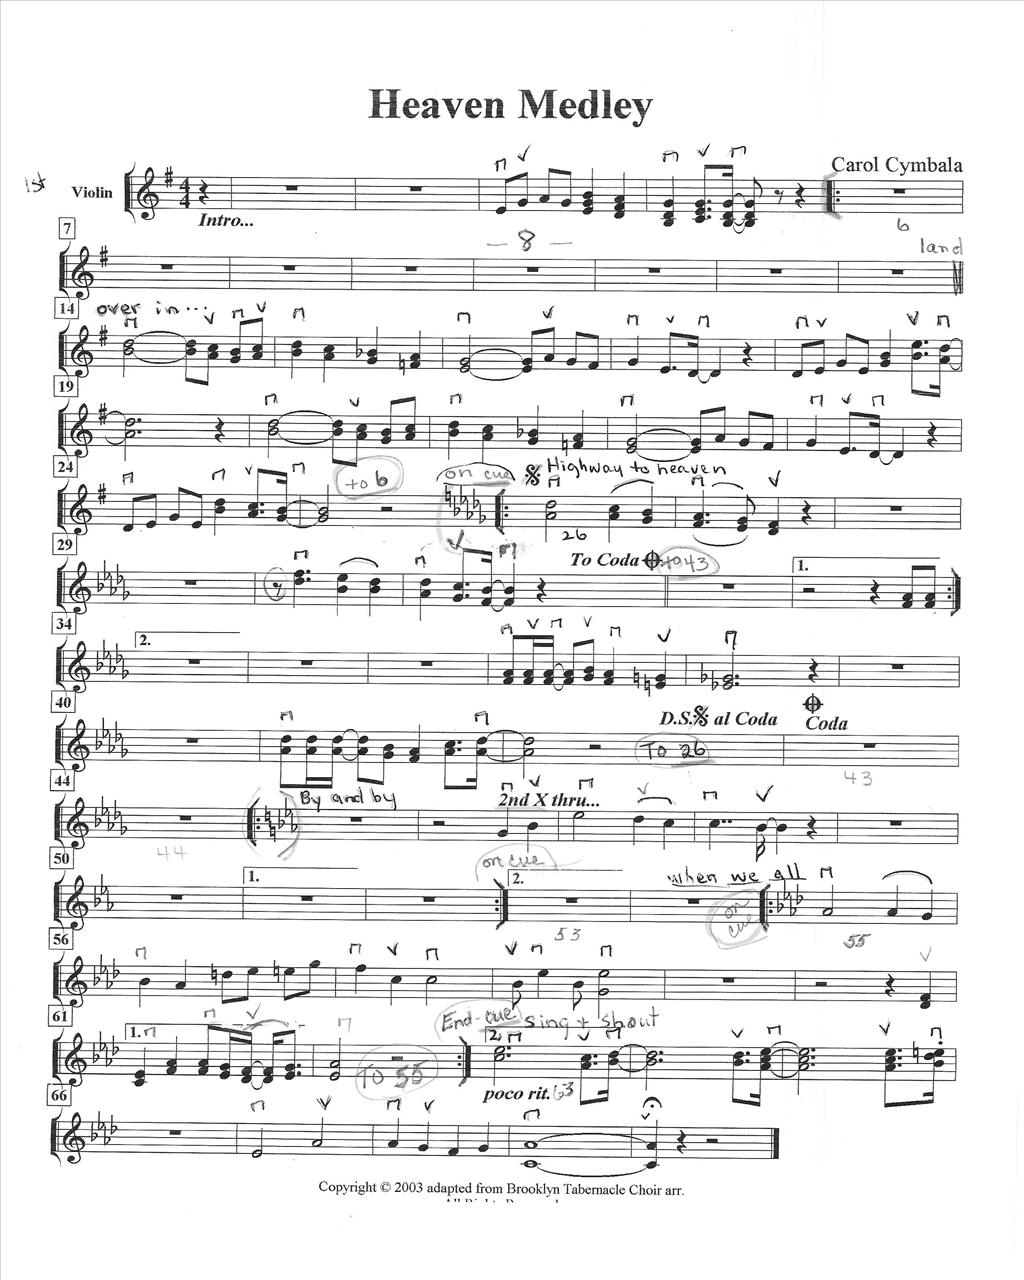 Heaven Medley
Carol Cymbala
1st
Violin
4
4
Intro...
6
7
8
land
14
over in...
19
24
to 6
on cue
Highway to heaven
26
29
To Coda
to 43
1.
34
2.
40
D.S. al Coda
Coda
To 26
43
44
By and by
2nd X thru...
44
50
1.
on cue
2.
53
when we all
on cue
55
56
61
1.
End-cue sing + shout
2.
To 55
poco rit. 63
66
Copyright © 2003 adapted from Brooklyn Tabernacle Choir arr.